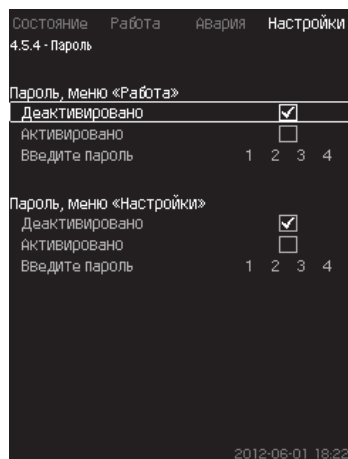 Состояние Работа Авария Настройки
4.5.4 - Пароль
Пароль, меню «Работа»
Деактивировано
Активировано
Введите пароль 1 2 3 4
Пароль, меню «Настройки»
Деактивировано
Активировано
Введите пароль 1 2 3 4
2012-06-01 18:22